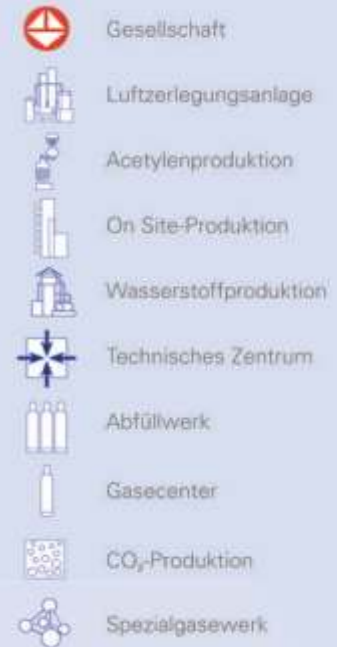 Gesellschaft
Luftzerlegungsanlage
Acetylenproduktion
On Site-Produktion
Wasserstoffproduktion
Technisches Zentrum
Abfüllwerk
Gasecenter
CO₂-Produktion
Spezialgasewerk